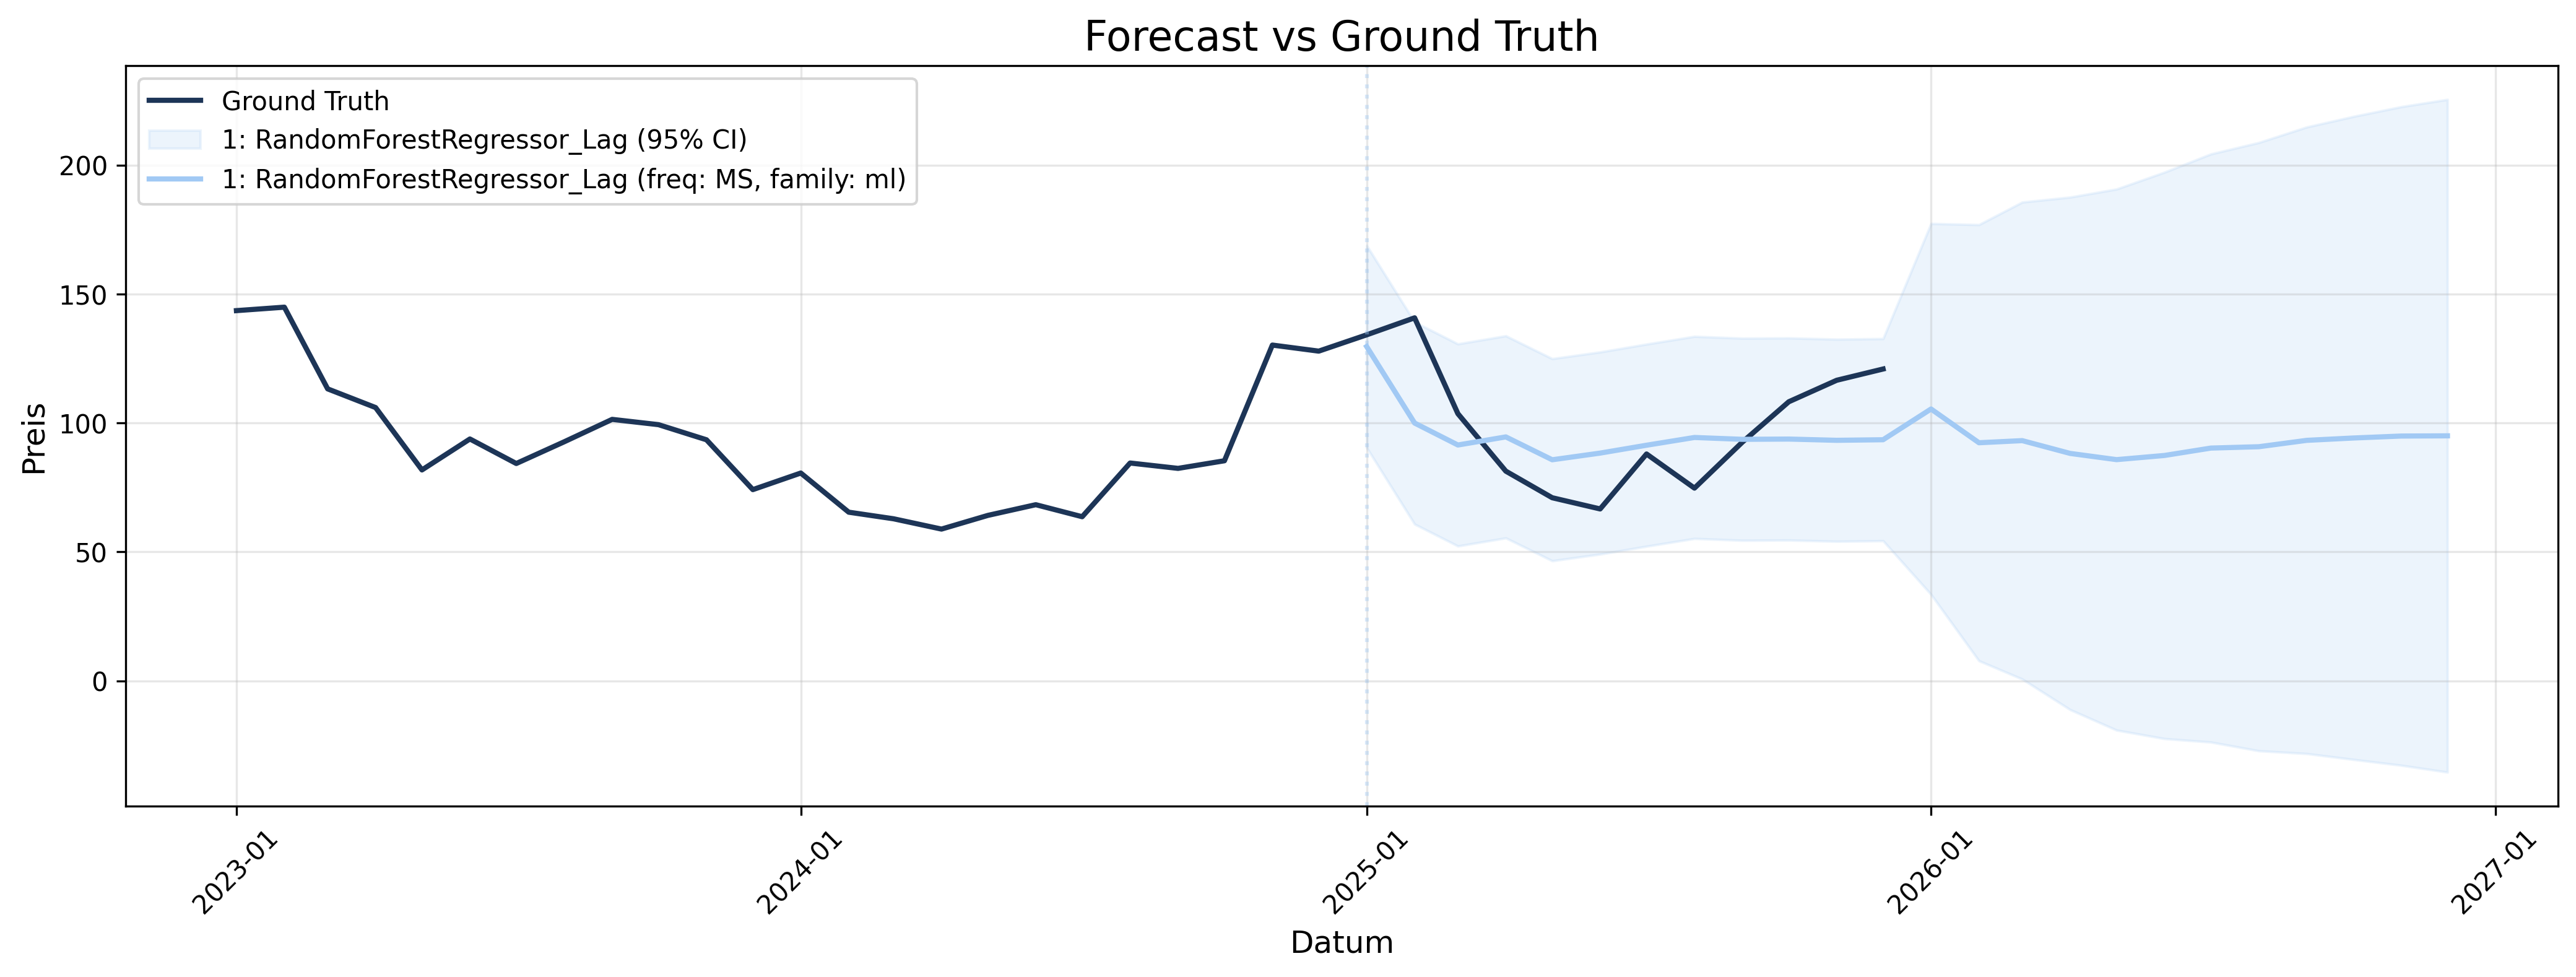 Forecast vs Ground Truth
Ground Truth
1: RandomForestRegressor_Lag (95% CI)
1: RandomForestRegressor_Lag (freq: MS, family: ml)
Preis
200
150
100
50
0
2023-01
2024-01
2025-01
2026-01
2027-01
Datum